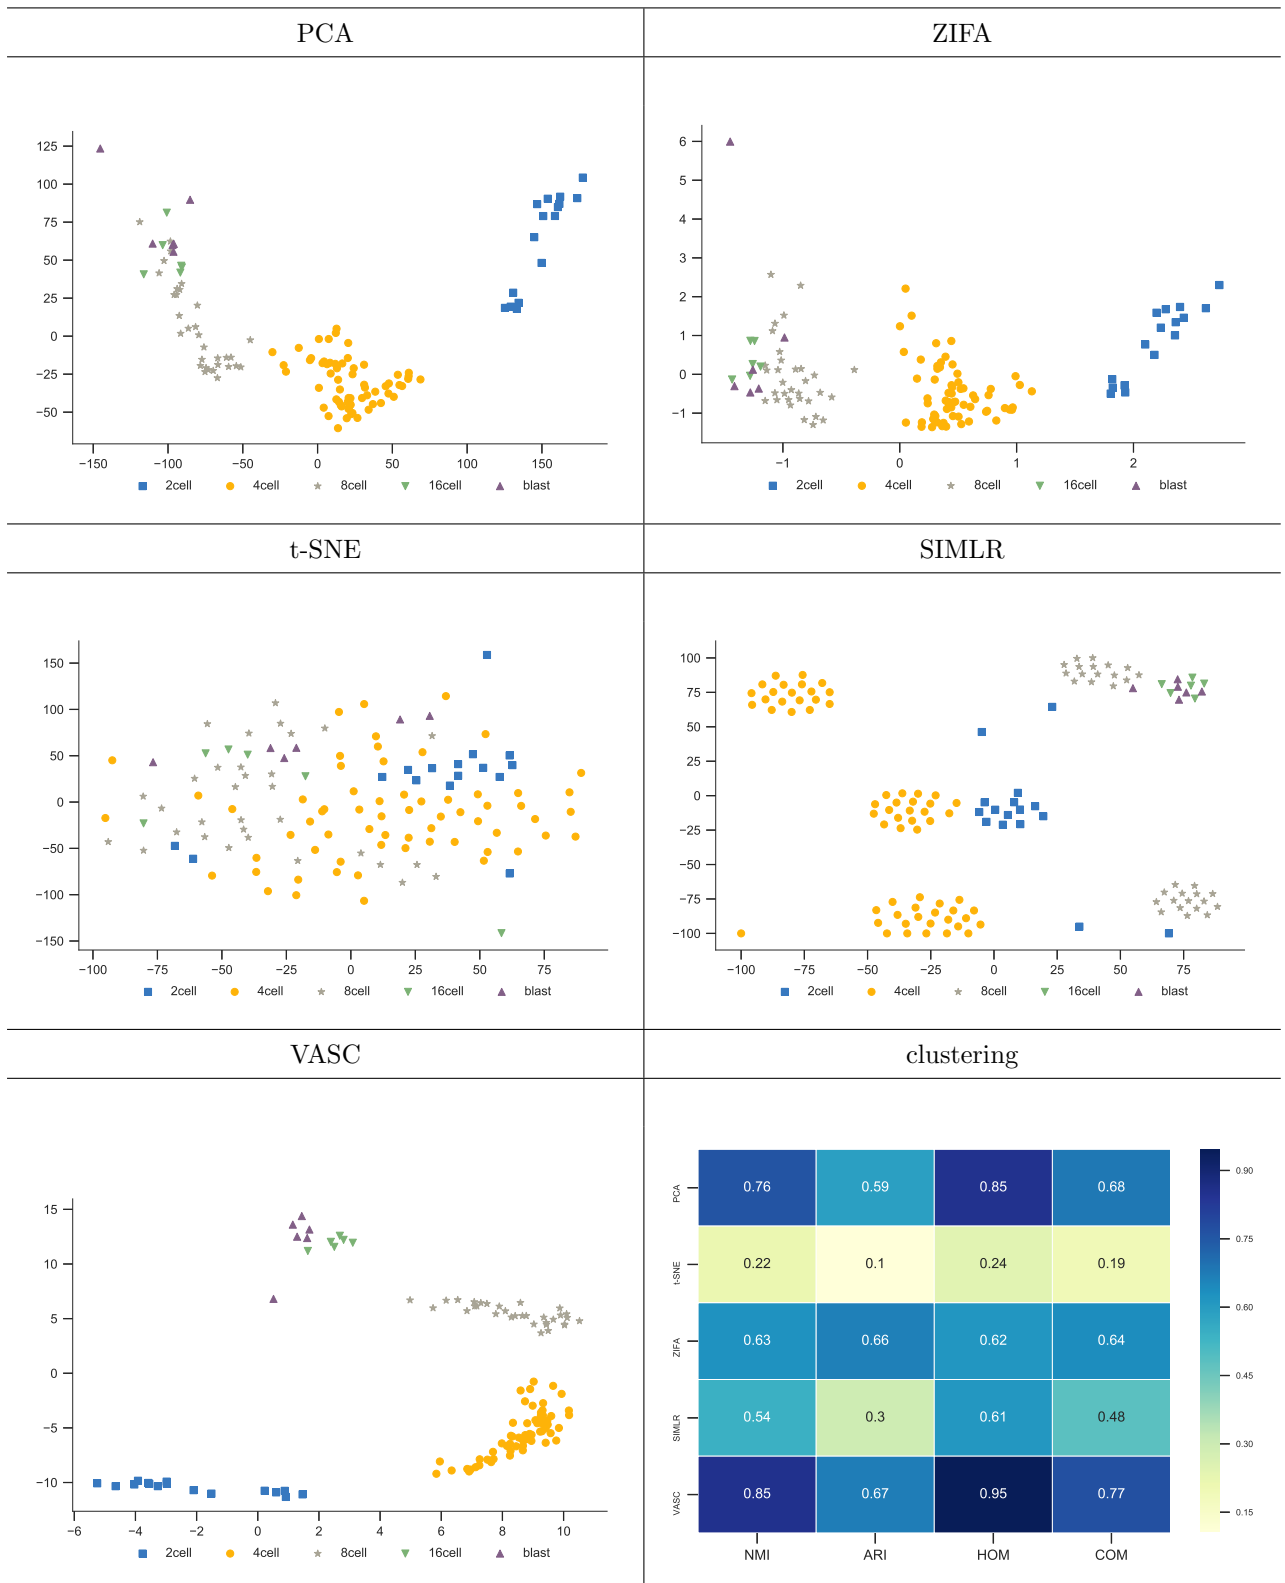 PCA
ZIFA
125
100
75
50
25
0
−25
−50
−150 −100 −50 0 50 100 150
2cell 4cell 8cell 16cell blast
6
5
4
3
2
1
0
−1
−1 0 1 2
2cell 4cell 8cell 16cell blast
t-SNE
SIMLR
150
100
50
0
−50
−100
−150
−100 −75 −50 −25 0 25 50 75
2cell 4cell 8cell 16cell blast
100
75
50
25
0
−25
−50
−75
−100
−100 −75 −50 −25 0 25 50 75
2cell 4cell 8cell 16cell blast
VASC
clustering
15
10
5
0
−5
−10
−6 −4 −2 0 2 4 6 8 10
2cell 4cell 8cell 16cell blast
PCA 0.76 0.59 0.85 0.68
t-SNE 0.22 0.1 0.24 0.19
ZIFA 0.63 0.66 0.62 0.64
SIMLR 0.54 0.3 0.61 0.48
VASC 0.85 0.67 0.95 0.77
NMI ARI HOM COM
0.90
0.75
0.60
0.45
0.30
0.15